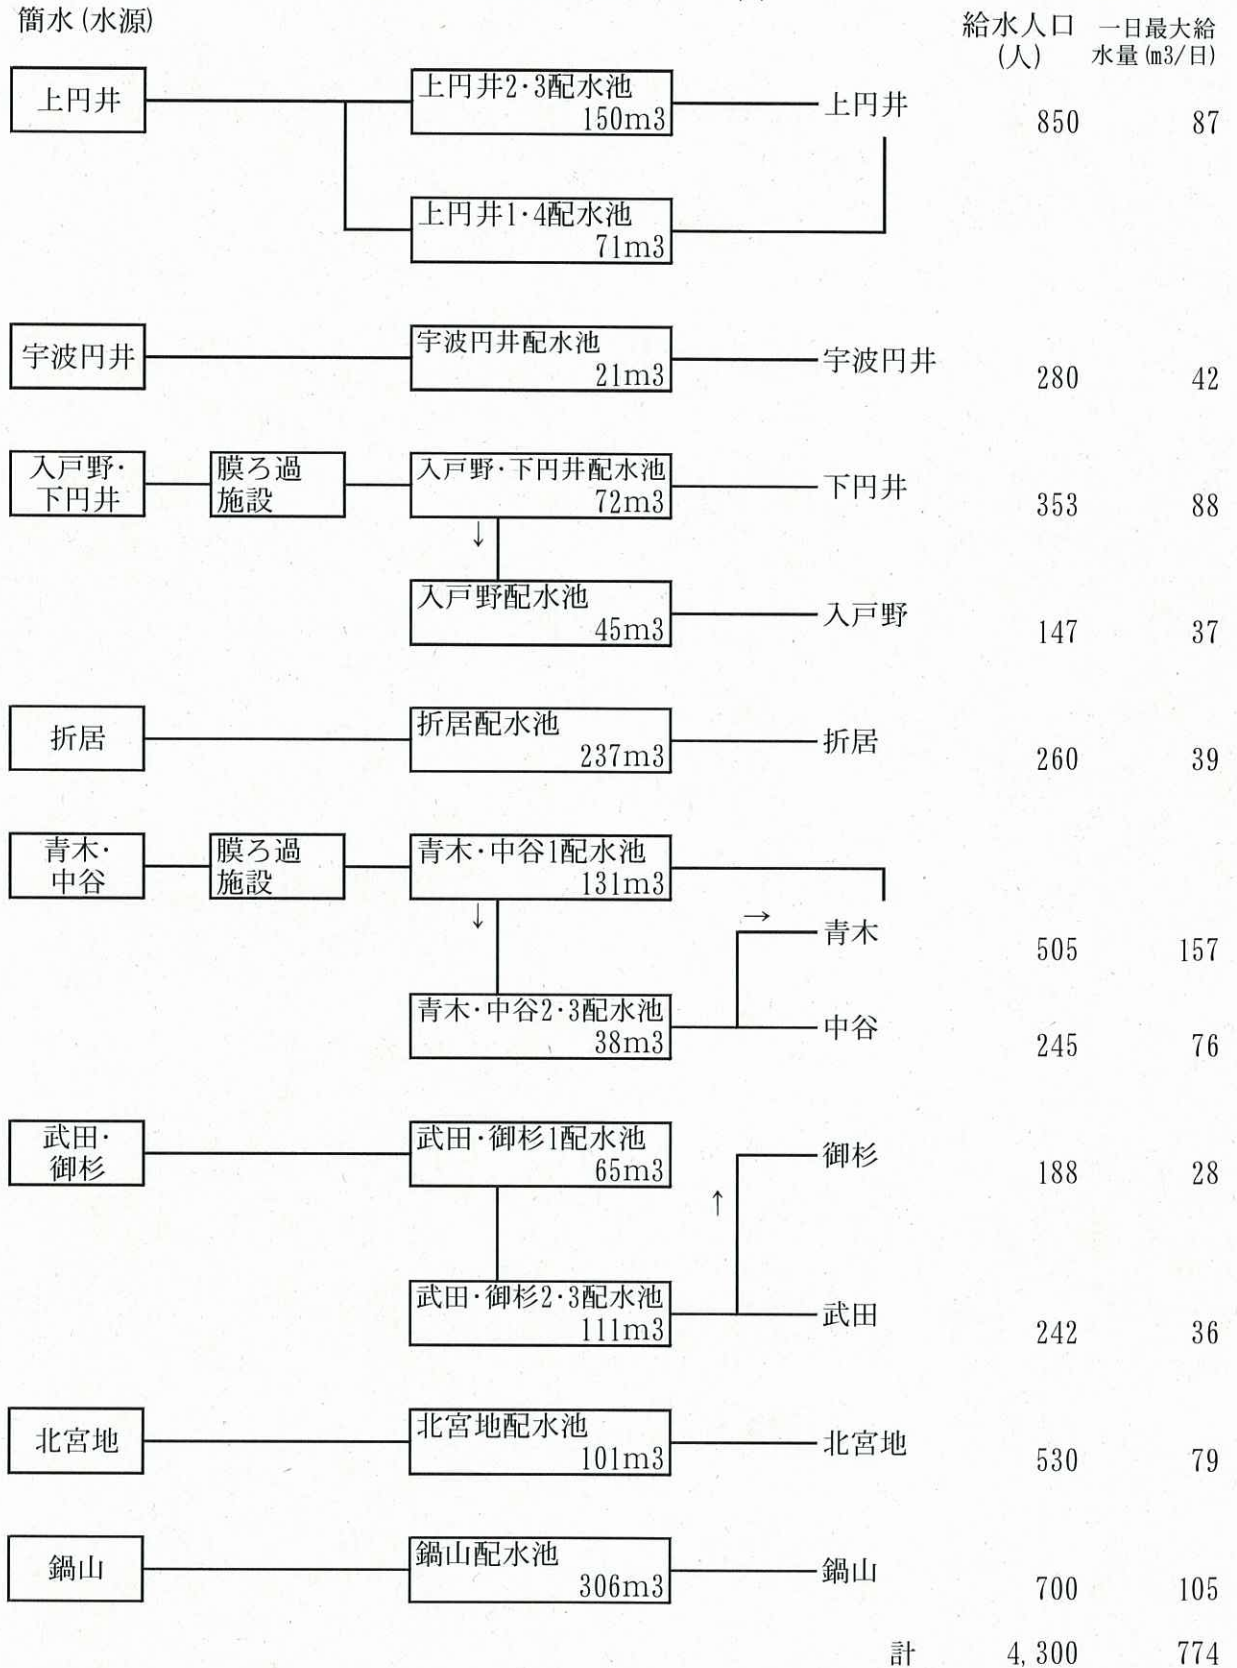 簡水(水源)
給水人口 一日最大給
(人) 水量(m3/日)
上円井
上円井2・3配水池
150m3
上円井
850 87
上円井1・4配水池
71m3
宇波円井
宇波円井配水池
21m3
宇波円井
280 42
入戸野・
下円井
膜ろ過
施設
入戸野・下円井配水池
72m3
下円井
353 88
↓
入戸野配水池
45m3
入戸野
147 37
折居
折居配水池
237m3
折居
260 39
青木・
中谷
膜ろ過
施設
青木・中谷1配水池
131m3
↓
→
青木
505 157
青木・中谷2・3配水池
38m3
中谷
245 76
武田・
御杉
武田・御杉1配水池
65m3
御杉
188 28
↑
武田・御杉2・3配水池
111m3
武田
242 36
北宮地
北宮地配水池
101m3
北宮地
530 79
鍋山
鍋山配水池
306m3
鍋山
700 105
計 4,300 774